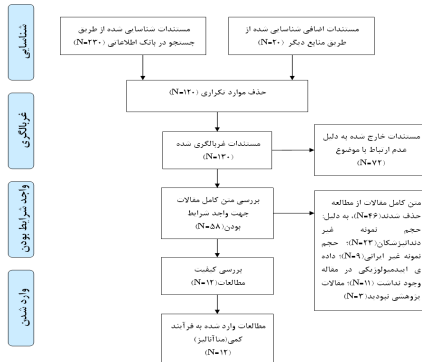 شناسایی
مستندات شناسایی شده از طریق
جستجو در بانک اطلاعاتی (N=۲۳۰)
مستندات اضافی شناسایی شده از
طریق منابع دیگر (N=۲۰)
حذف موارد تکراری (N=۱۲۰)
غربالگری
مستندات غربالگری شده
(N=۱۳۰)
مستندات خارج شده به دلیل
عدم ارتباط با موضوع
(N=۷۲)
واجد شرایط بودن
بررسی متن کامل مقالات
جهت واجد شرایط
بودن (N=۵۸)
متن کامل مقالات از مطالعه
حذف شدند (N=۴۶)، به دلیل:
حجم نمونه غیر
دندانپزشکان (N=۲۳)؛ حجم
نمونه غیر ایرانی (N=۹)؛ داده
ی اپیدمیولوژیکی در مقاله
وجود نداشت (N=۱۱)؛ مقالات
پژوهشی نبودند (N=۳)
بررسی کیفیت
مطالعات (N=۱۲)
وارد شدن
مطالعات وارد شده به فرآیند
کمی (متاآنالیز)
(N=۱۲)